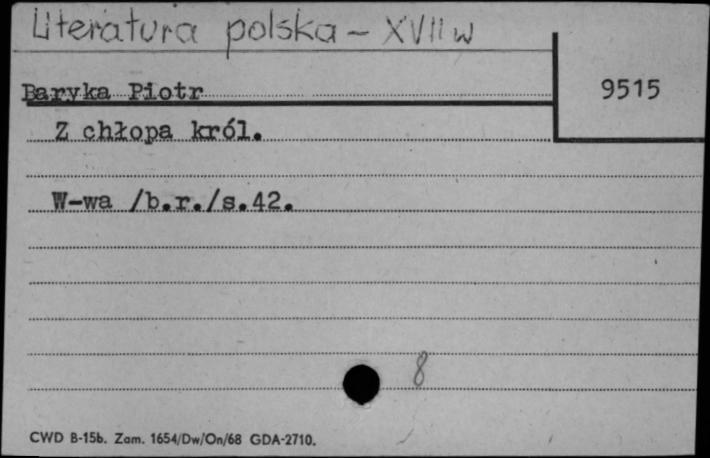 Literatura polska - XVII w
Baryka Piotr
9515
Z chłopa król.
W-wa /b.r./s.42.
8
CWD B-15b. Zam. 1654/Dw/On/68 GDA-2710.